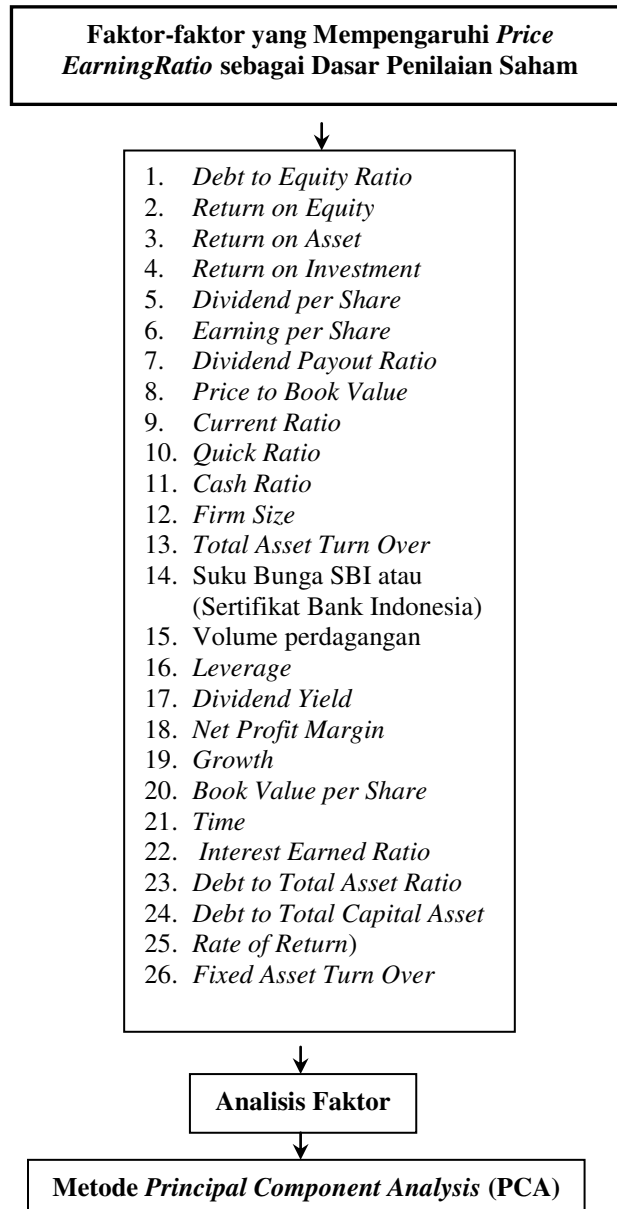 Faktor-faktor yang Mempengaruhi Price
EarningRatio sebagai Dasar Penilaian Saham
1. Debt to Equity Ratio
2. Return on Equity
3. Return on Asset
4. Return on Investment
5. Dividend per Share
6. Earning per Share
7. Dividend Payout Ratio
8. Price to Book Value
9. Current Ratio
10. Quick Ratio
11. Cash Ratio
12. Firm Size
13. Total Asset Turn Over
14. Suku Bunga SBI atau
(Sertifikat Bank Indonesia)
15. Volume perdagangan
16. Leverage
17. Dividend Yield
18. Net Profit Margin
19. Growth
20. Book Value per Share
21. Time
22. Interest Earned Ratio
23. Debt to Total Asset Ratio
24. Debt to Total Capital Asset
25. Rate of Return)
26. Fixed Asset Turn Over
Analisis Faktor
Metode Principal Component Analysis (PCA)